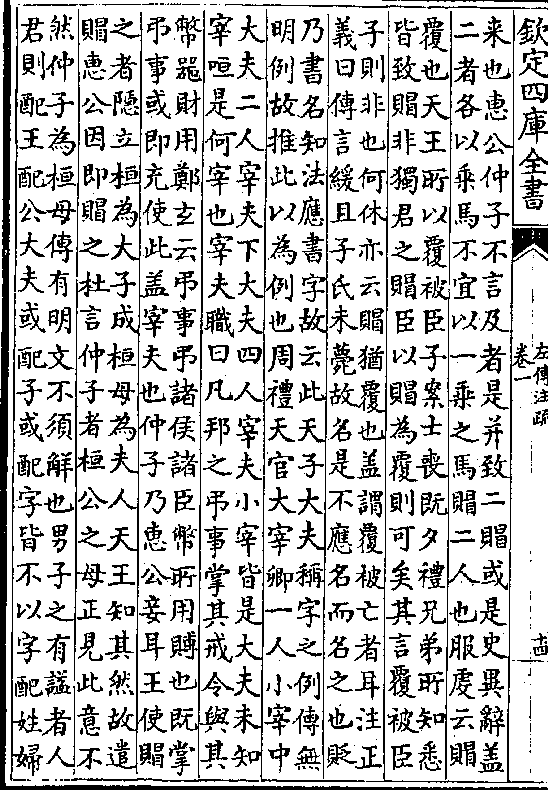 欽定四庫全書
左傳注疏
卷一
十四
來也惠公仲子不言及者是并致二賵或是史異辭蓋
二者各以乘馬不宜以一乘之馬賵二人也服虔云賵
覆也天王所以覆被臣子案士喪既夕禮兄弟所知悉
皆致賵非獨君之賵臣以賵為覆則可矣其言覆被臣
子則非也何休亦云賵猶覆也蓋謂覆被亡者耳注正
義曰傳言緩且子氏未薨故名是不應名而名之也貶
乃書名知法應書字故云此天子大夫稱字之例傳無
明例故推此以為例也周禮天官大宰卿一人小宰中
大夫二人宰夫下大夫四人宰夫小宰皆是大夫未知
宰咺是何宰也宰夫職曰凡邦之弔事掌其戒令與其
幣器財用鄭玄云弔事弔諸侯諸臣幣所用賻也既掌
弔事或即充使此蓋宰夫也仲子乃惠公妾耳王使賵
之者隱立桓為大子成桓母為夫人天王知其然故遣
賵惠公因即賵之杜言仲子者桓公之母正見此意不
然仲子為桓母傳有明文不須解也男子之有諡者人
君則配王配公大夫或配子或配字皆不以字配姓婦